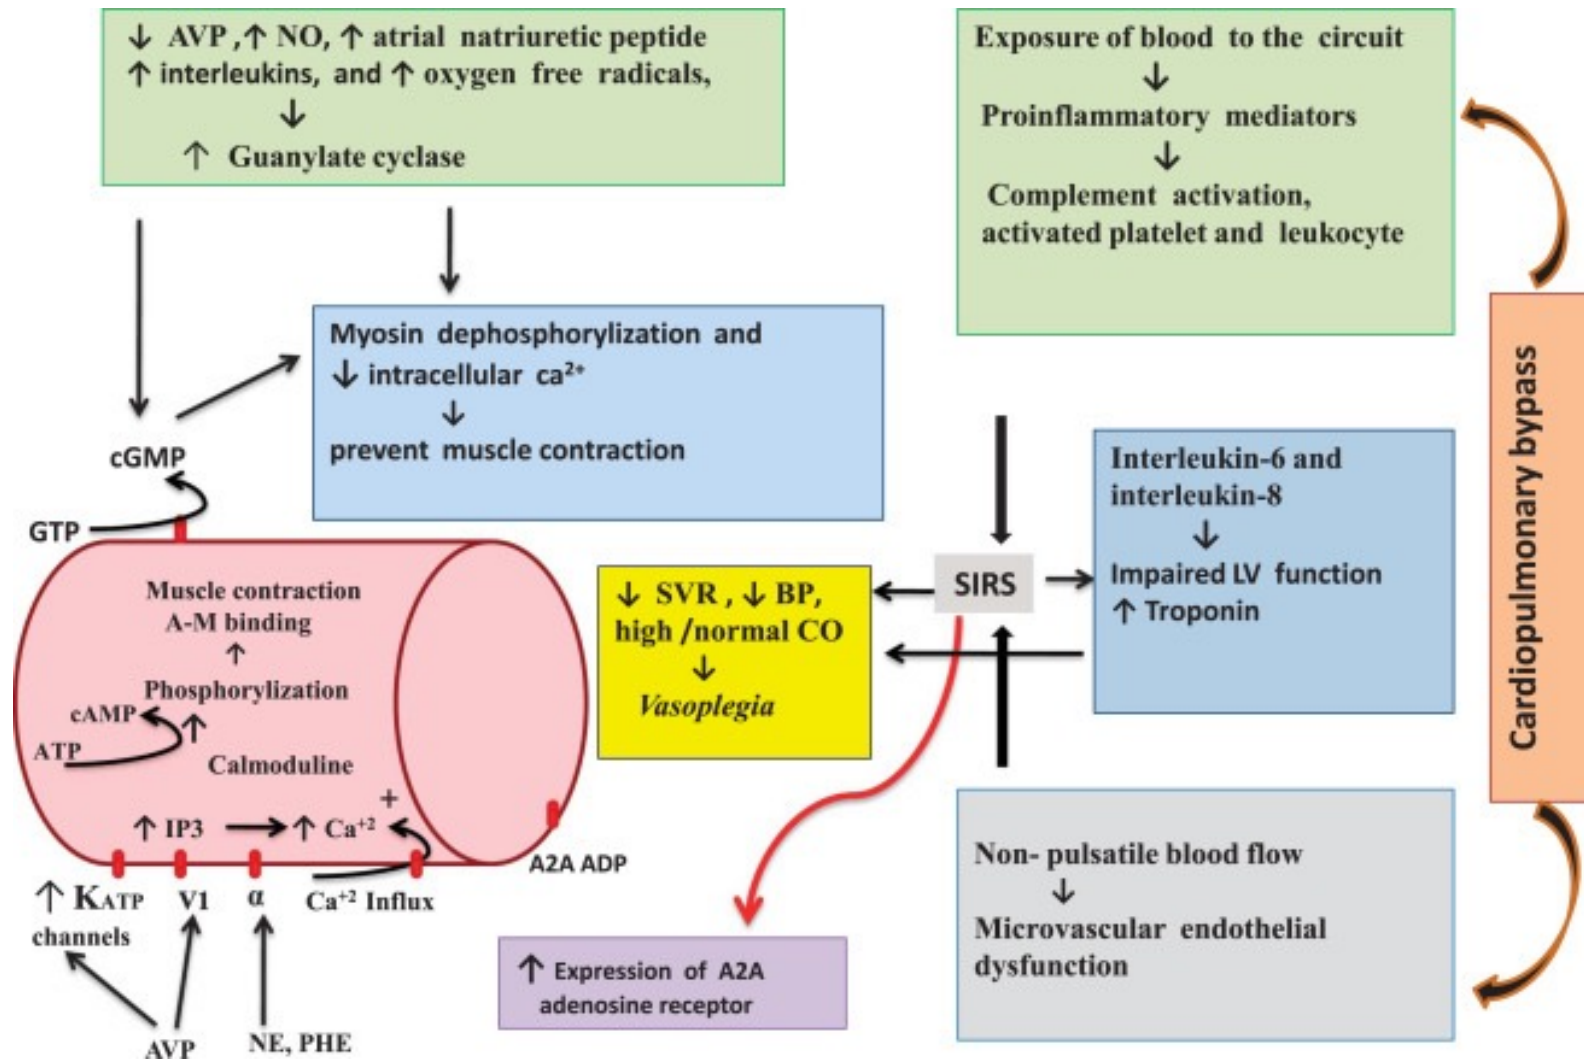 ↓ AVP ,↑ NO, ↑ atrial natriuretic peptide
↑ interleukins, and ↑ oxygen free radicals,
↓
↑ Guanylate cyclase
Exposure of blood to the circuit
↓
Proinflammatory mediators
↓
Complement activation,
activated platelet and leukocyte
Cardiopulmonary bypass
Myosin dephosphorylization and
↓ intracellular ca²⁺
↓
prevent muscle contraction
cGMP
GTP
Interleukin-6 and
interleukin-8
↓
Impaired LV function
↑ Troponin
SIRS
↓ SVR , ↓ BP,
high /normal CO
↓
Vasoplegia
Muscle contraction
A-M binding
↑
Phosphorylization
cAMP
↑
ATP
Calmoduline
+
↑ IP3 → ↑ Ca⁺²
A2A ADP
↑ KATP
channels
V1
α
Ca⁺² Influx
AVP
NE, PHE
↑ Expression of A2A
adenosine receptor
Non- pulsatile blood flow
↓
Microvascular endothelial
dysfunction